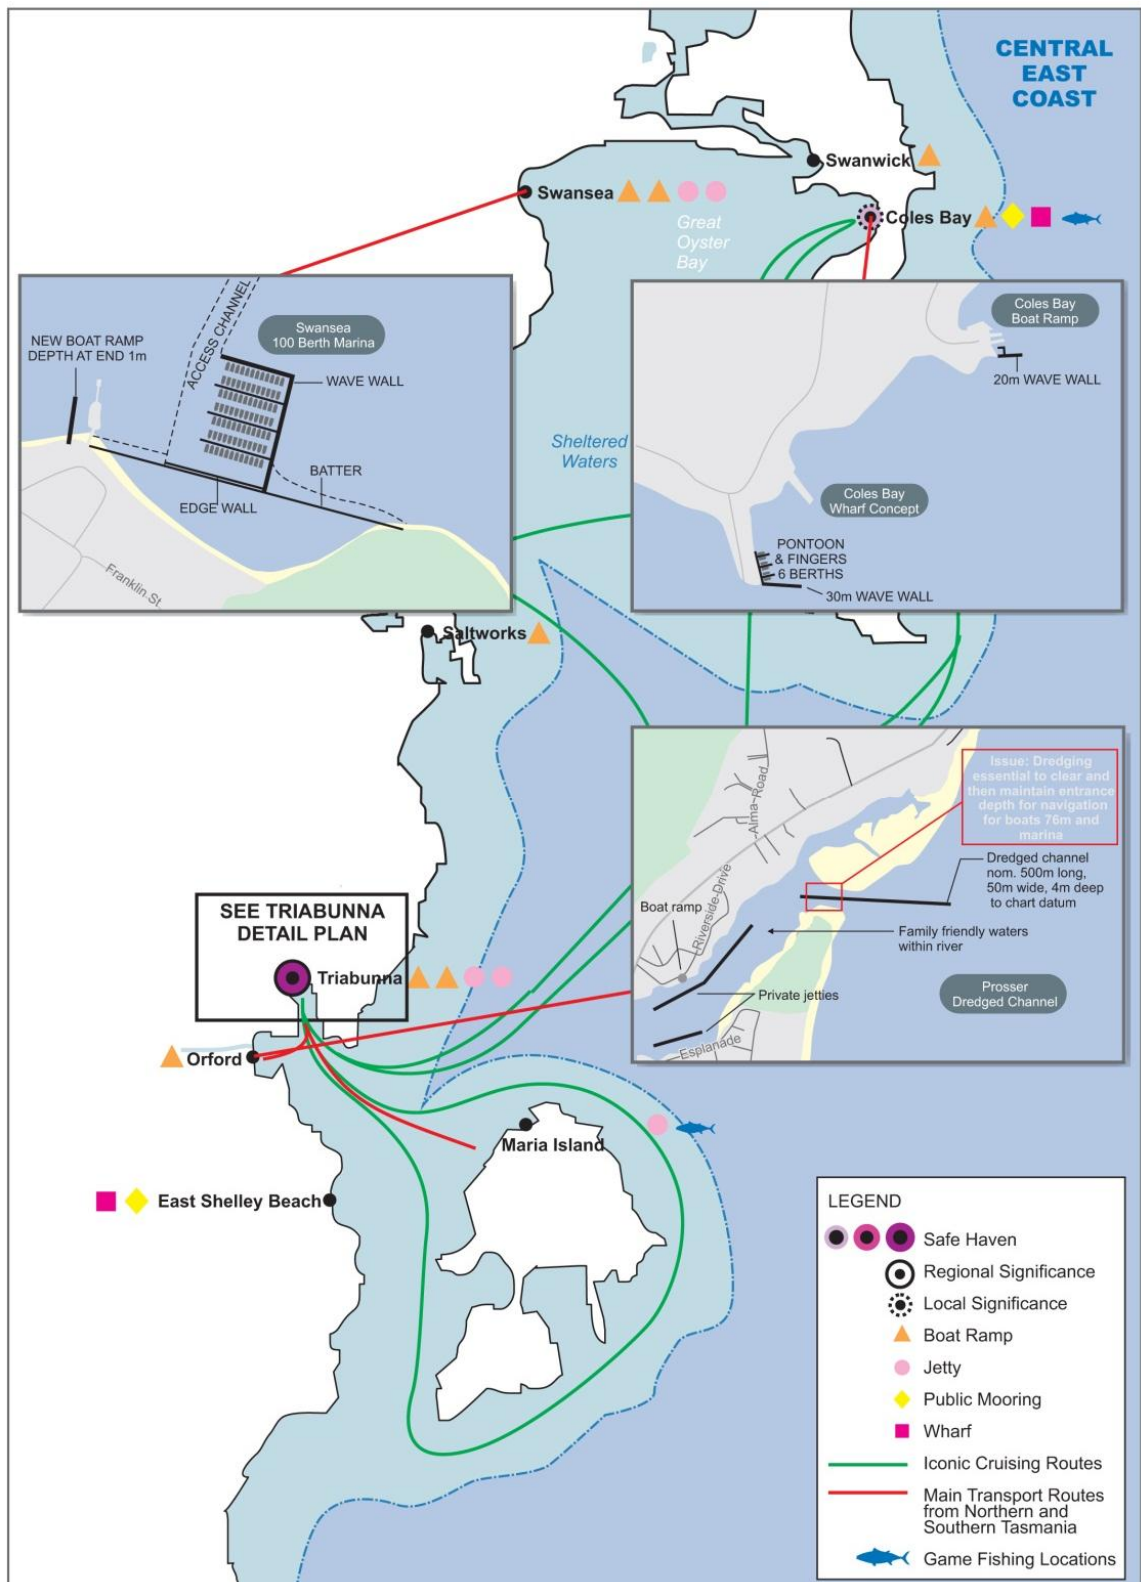 CENTRAL
EAST
COAST
Swanwick
Swansea
Great
Oyster
Bay
Coles Bay
NEW BOAT RAMP
DEPTH AT END 1m
ACCESS CHANNEL
Swansea
100 Berth Marina
WAVE WALL
BATTER
EDGE WALL
Franklin St
Sheltered
Waters
Coles Bay
Boat Ramp
20m WAVE WALL
Coles Bay
Wharf Concept
PONTOON
& FINGERS
6 BERTHS
30m WAVE WALL
Saltworks
Issue: Dredging
essential to clear and
then maintain entrance
depth for navigation
for boats 76m and
marina
Alma Road
Dredged channel
nom. 500m long,
50m wide, 4m deep
to chart datum
Boat ramp
Riverside Drive
Family friendly waters
within river
Private jetties
Prosser
Dredged Channel
Esplanade
SEE TRIABUNNA
DETAIL PLAN
Triabunna
Orford
Maria Island
East Shelley Beach
LEGEND
Safe Haven
Regional Significance
Local Significance
Boat Ramp
Jetty
Public Mooring
Wharf
Iconic Cruising Routes
Main Transport Routes
from Northern and
Southern Tasmania
Game Fishing Locations